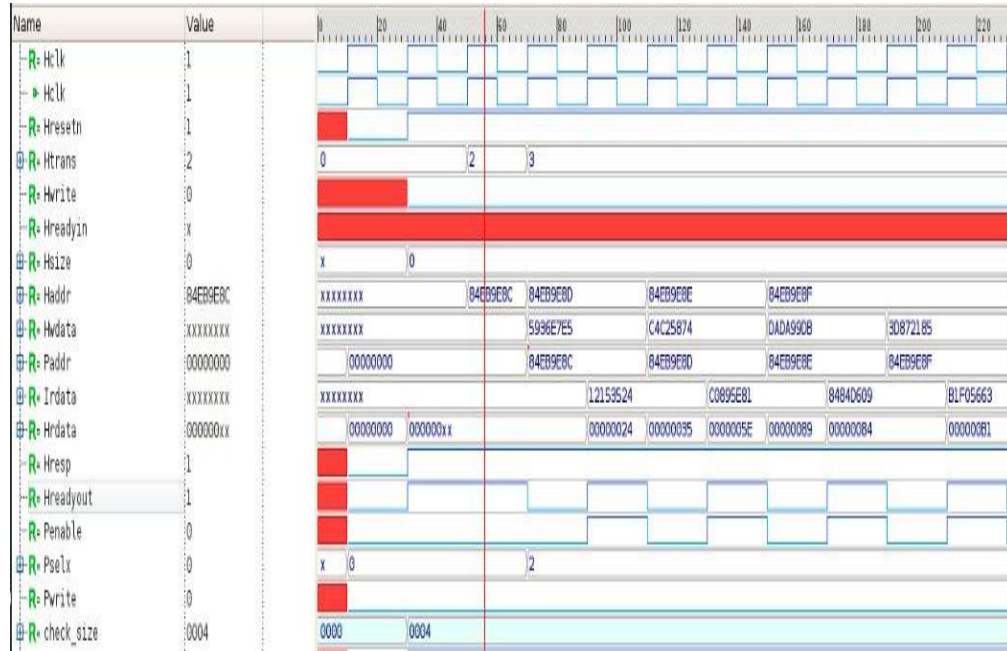 Name Value 0 20 40 60 80 100 120 140 160 180 200 220
R Hclk 1
Hclk 1
R Hresetn 1
R Htrans 2 0 2 3
R Hwrite 0
R Hreadyin x
R Hsize 0 x 0
R Haddr 84EB9E8C xxxxxxxx 84EB9E8C 84EB9E8D 84EB9E8E 84EB9E8F
R Hwdata xxxxxxxx xxxxxxxx 5936E7E5 C4C25874 DADA99DB 3D872185
R Paddr 00000000 00000000 84EB9E8C 84EB9E8D 84EB9E8E 84EB9E8F
R Irdata xxxxxxxx xxxxxxxx 12153524 C0895E81 8484D609 B1F05663
R Hrdata 000000xx 00000000 000000xx 00000024 00000035 0000005E 00000089 00000084 000000B1
R Hresp 1
R Hreadyout 1
R Penable 0
R Pselx 0 x 0 2
R Pwrite 0
R check_size 0004 0000 0004